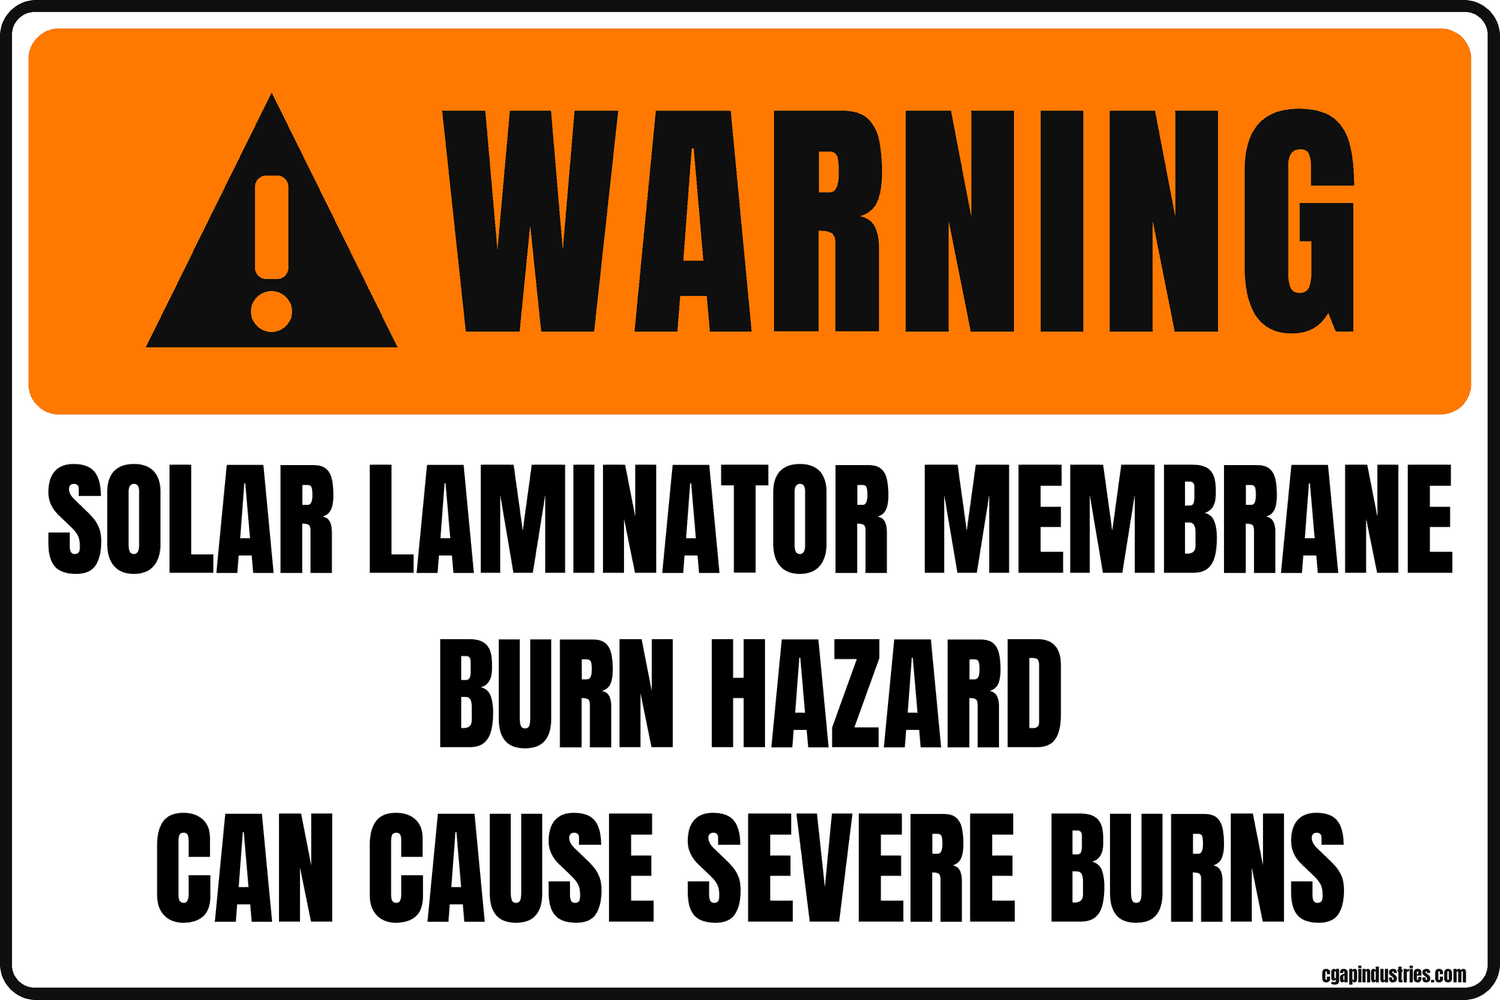 WARNING
SOLAR LAMINATOR MEMBRANE
BURN HAZARD
CAN CAUSE SEVERE BURNS
cgapindustries.com